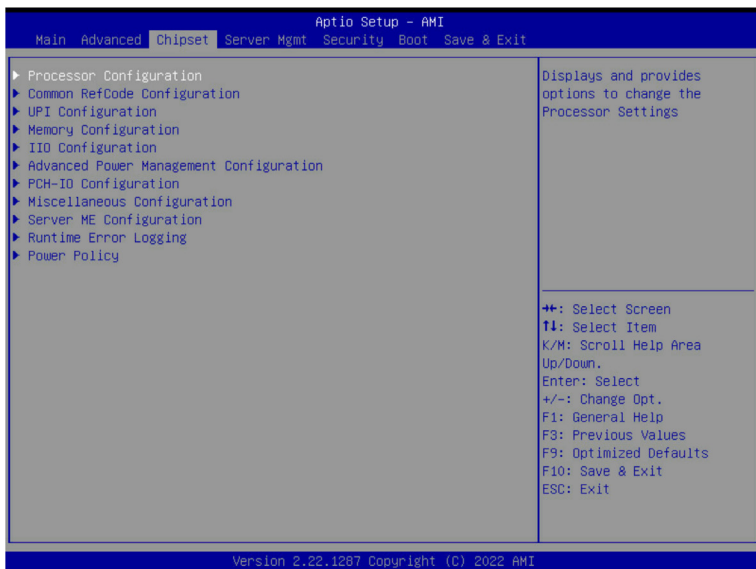 Aptio Setup – AMI
Main Advanced Chipset Server Mgmt Security Boot Save & Exit
▶ Processor Configuration
▶ Common RefCode Configuration
▶ UPI Configuration
▶ Memory Configuration
▶ IIO Configuration
▶ Advanced Power Management Configuration
▶ PCH-IO Configuration
▶ Miscellaneous Configuration
▶ Server ME Configuration
▶ Runtime Error Logging
▶ Power Policy
Displays and provides
options to change the
Processor Settings
→←: Select Screen
↑↓: Select Item
K/M: Scroll Help Area
Up/Down.
Enter: Select
+/-: Change Opt.
F1: General Help
F3: Previous Values
F9: Optimized Defaults
F10: Save & Exit
ESC: Exit
Version 2.22.1287 Copyright (C) 2022 AMI